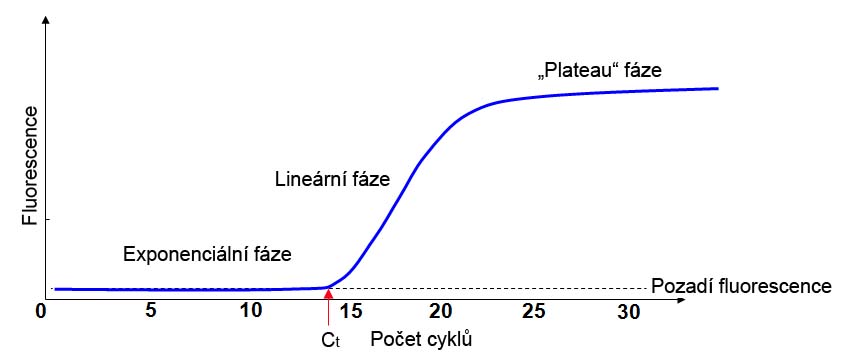 „Plateau“ fáze
Lineární fáze
Fluorescence
Exponenciální fáze
Pozadí fluorescence
0 5 10 15 20 25 30
Ct Počet cyklů